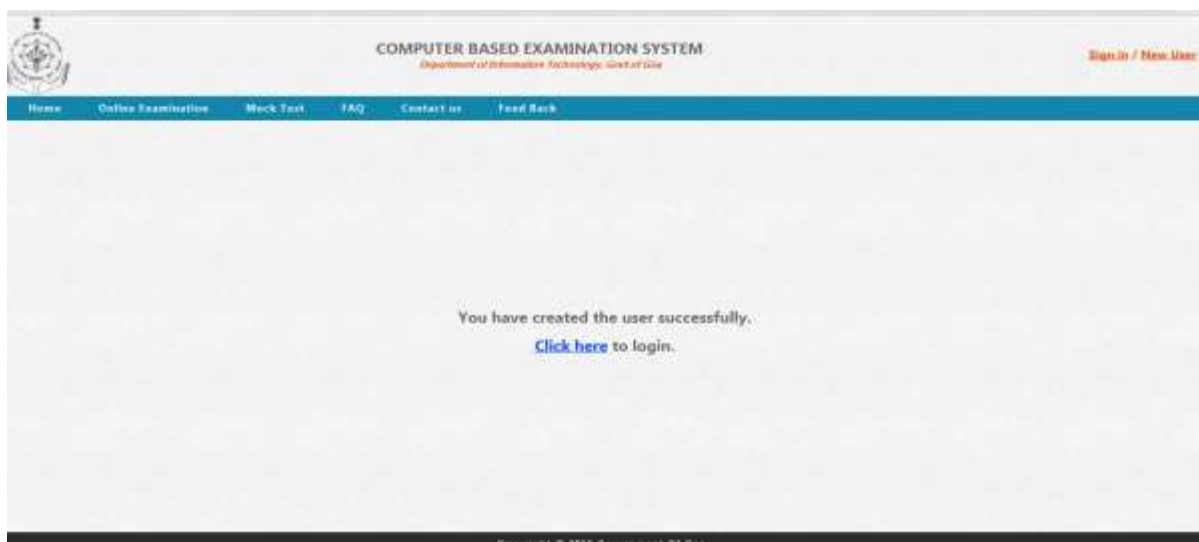 COMPUTER BASED EXAMINATION SYSTEM
Department of Information Technology, Govt of Goa
Sign in / New User
Home Online Examination Mock Test FAQ Contact us Feed Back
You have created the user successfully.
Click here to login.